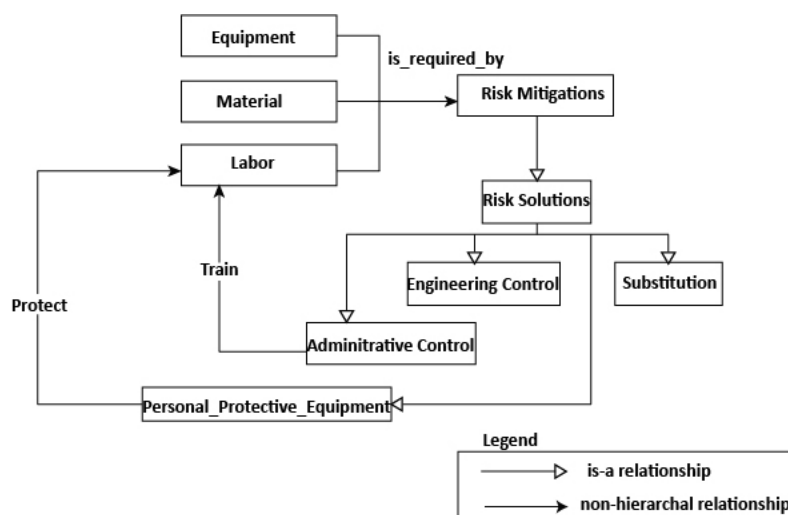 Equipment
is_required_by
Material
Risk Mitigations
Labor
Risk Solutions
Train
Engineering Control
Substitution
Protect
Adminitrative Control
Personal_Protective_Equipment
Legend
is-a relationship
non-hierarchal relationship